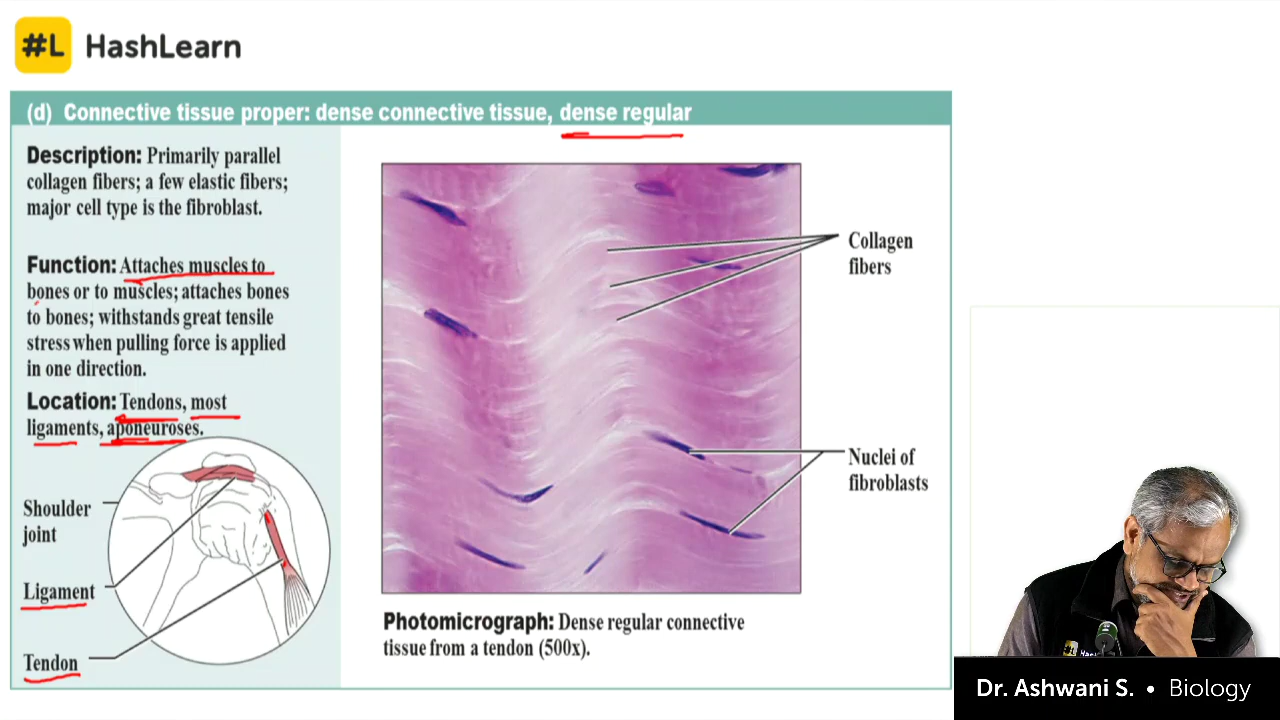 #L HashLearn
(d) Connective tissue proper: dense connective tissue, dense regular
Description: Primarily parallel
collagen fibers; a few elastic fibers;
major cell type is the fibroblast.
Function: Attaches muscles to
bones or to muscles; attaches bones
to bones; withstands great tensile
stress when pulling force is applied
in one direction.
Location: Tendons, most
ligaments, aponeuroses.
Shoulder
joint
Ligament
Tendon
Collagen
fibers
Nuclei of
fibroblasts
Photomicrograph: Dense regular connective
tissue from a tendon (500x).
#L Hash
Dr. Ashwani S. • Biology